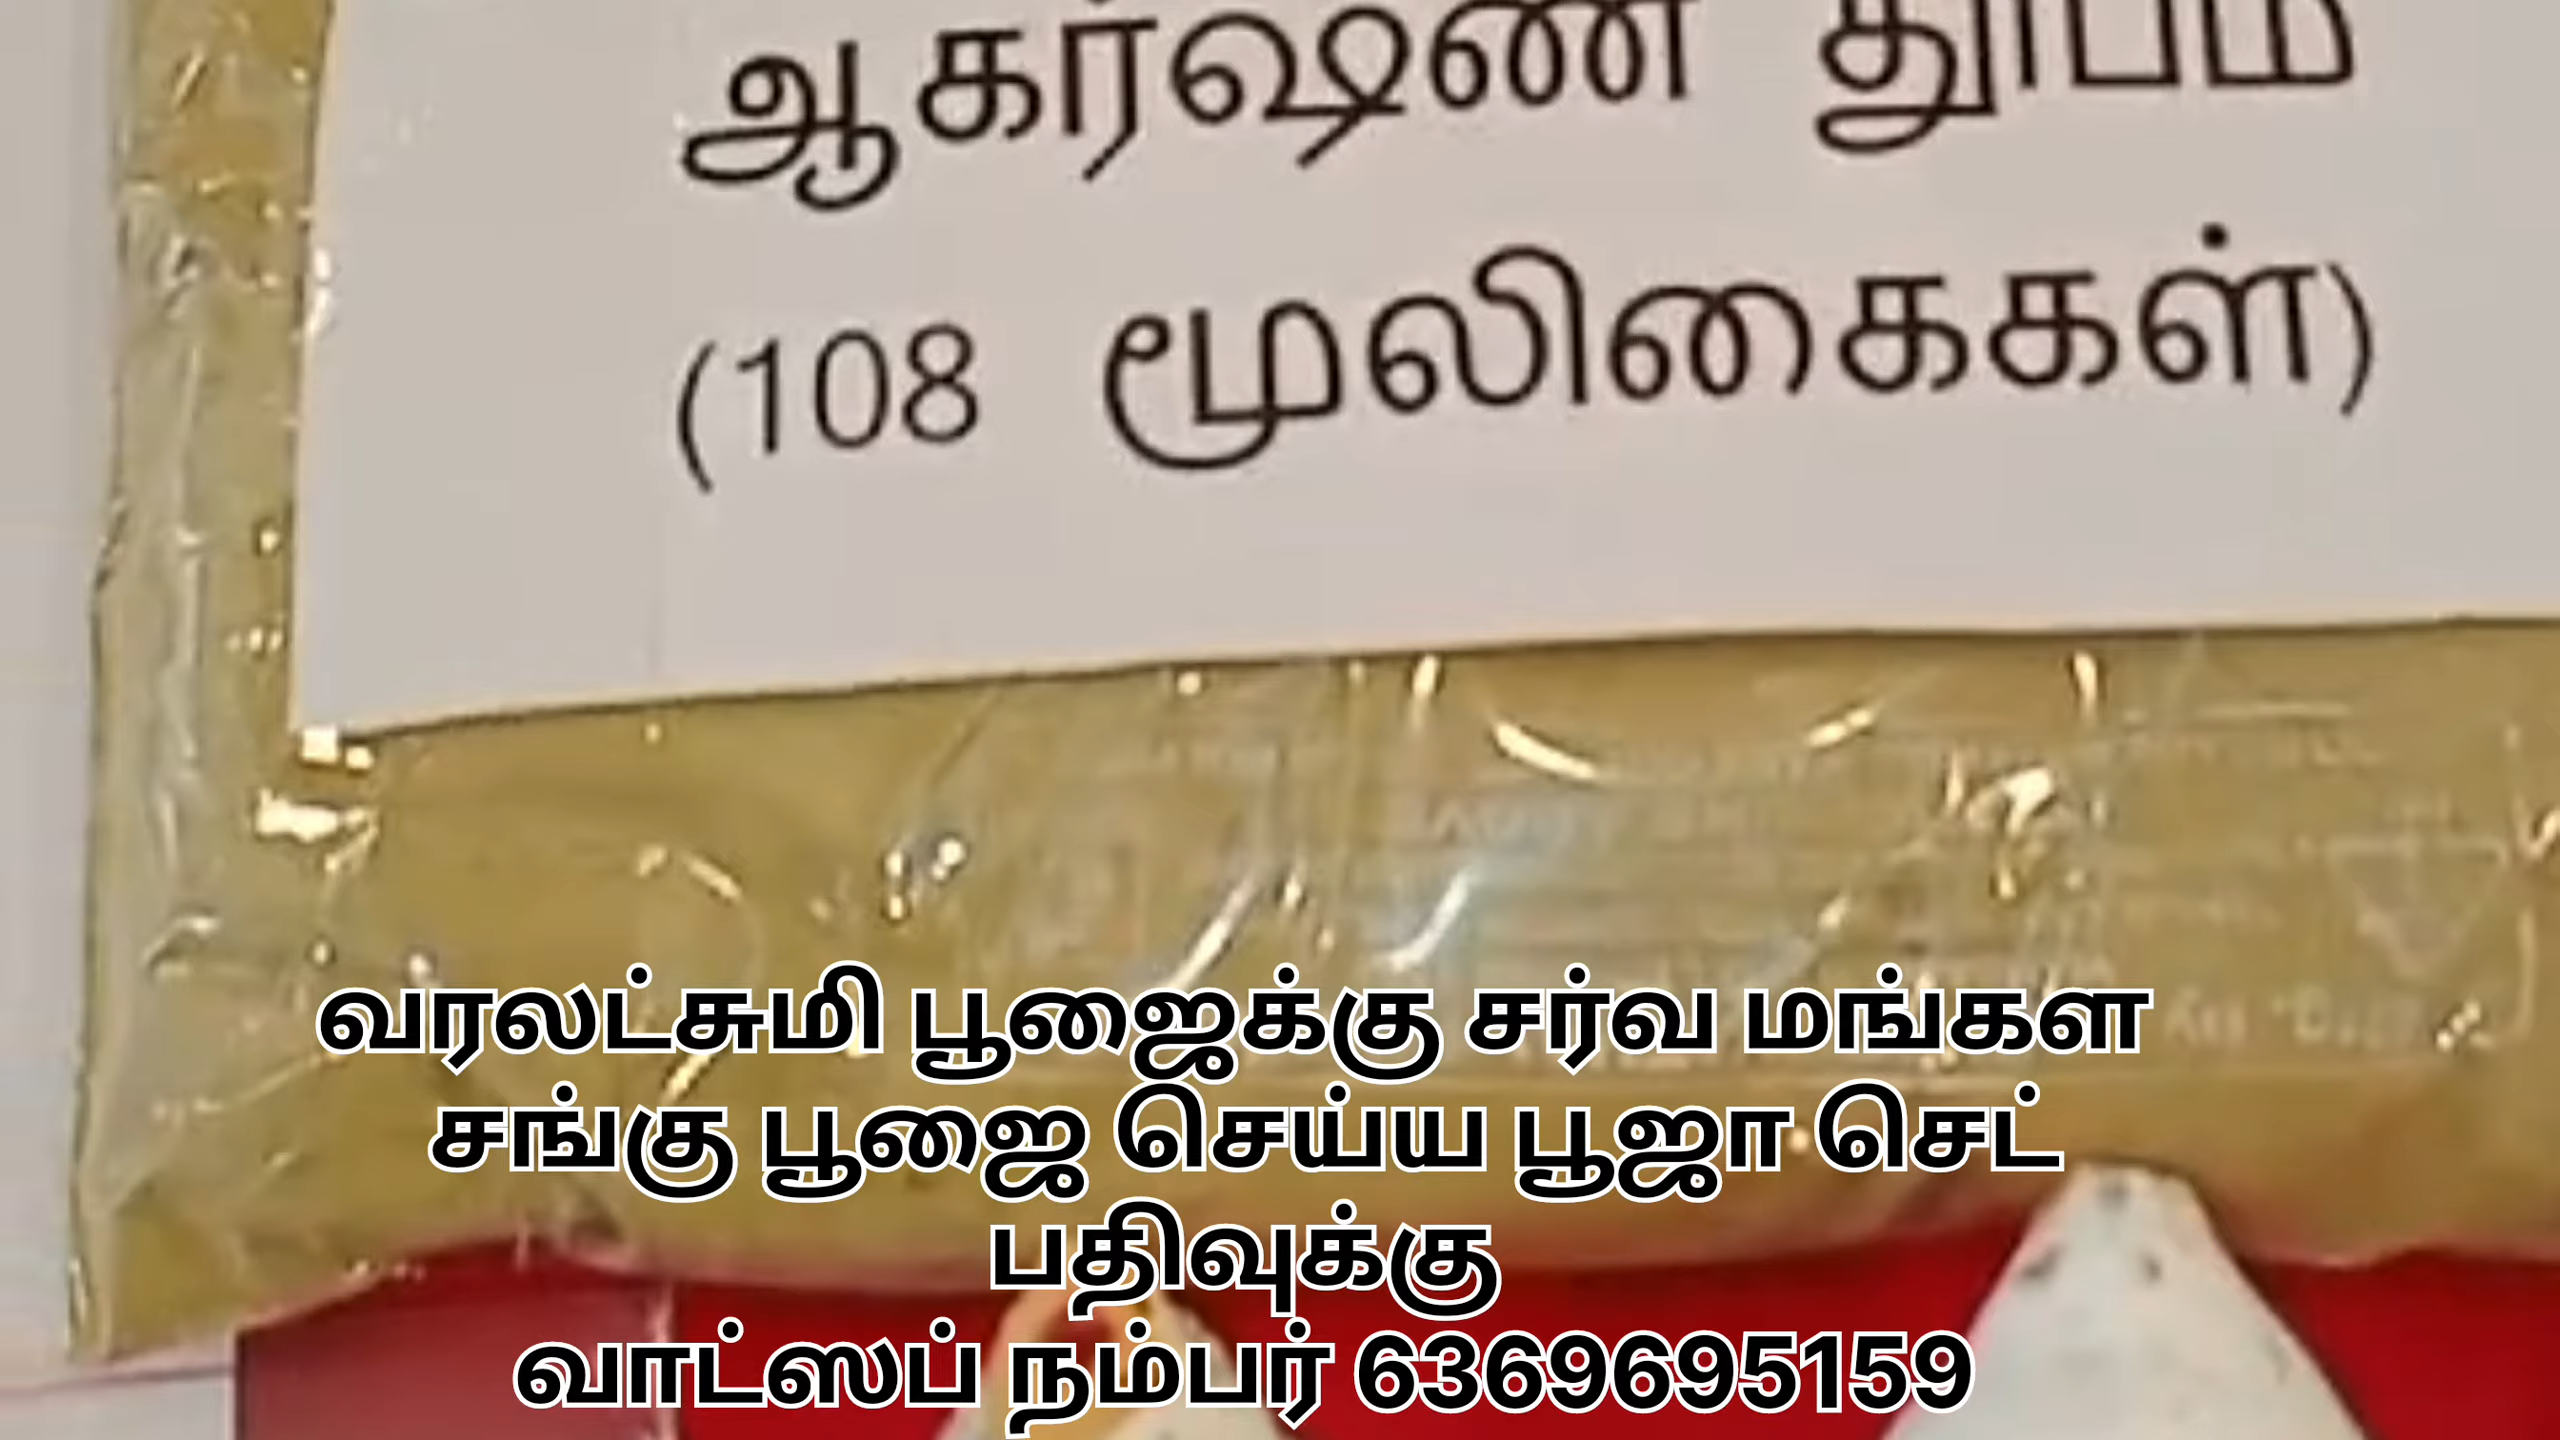 ஆகர்ஷண தூபம்
(108 மூலிகைகள்)
வரலட்சுமி பூஜைக்கு சர்வ மங்கள
சங்கு பூஜை செய்ய பூஜா செட்
பதிவுக்கு
வாட்ஸப் நம்பர் 6369695159